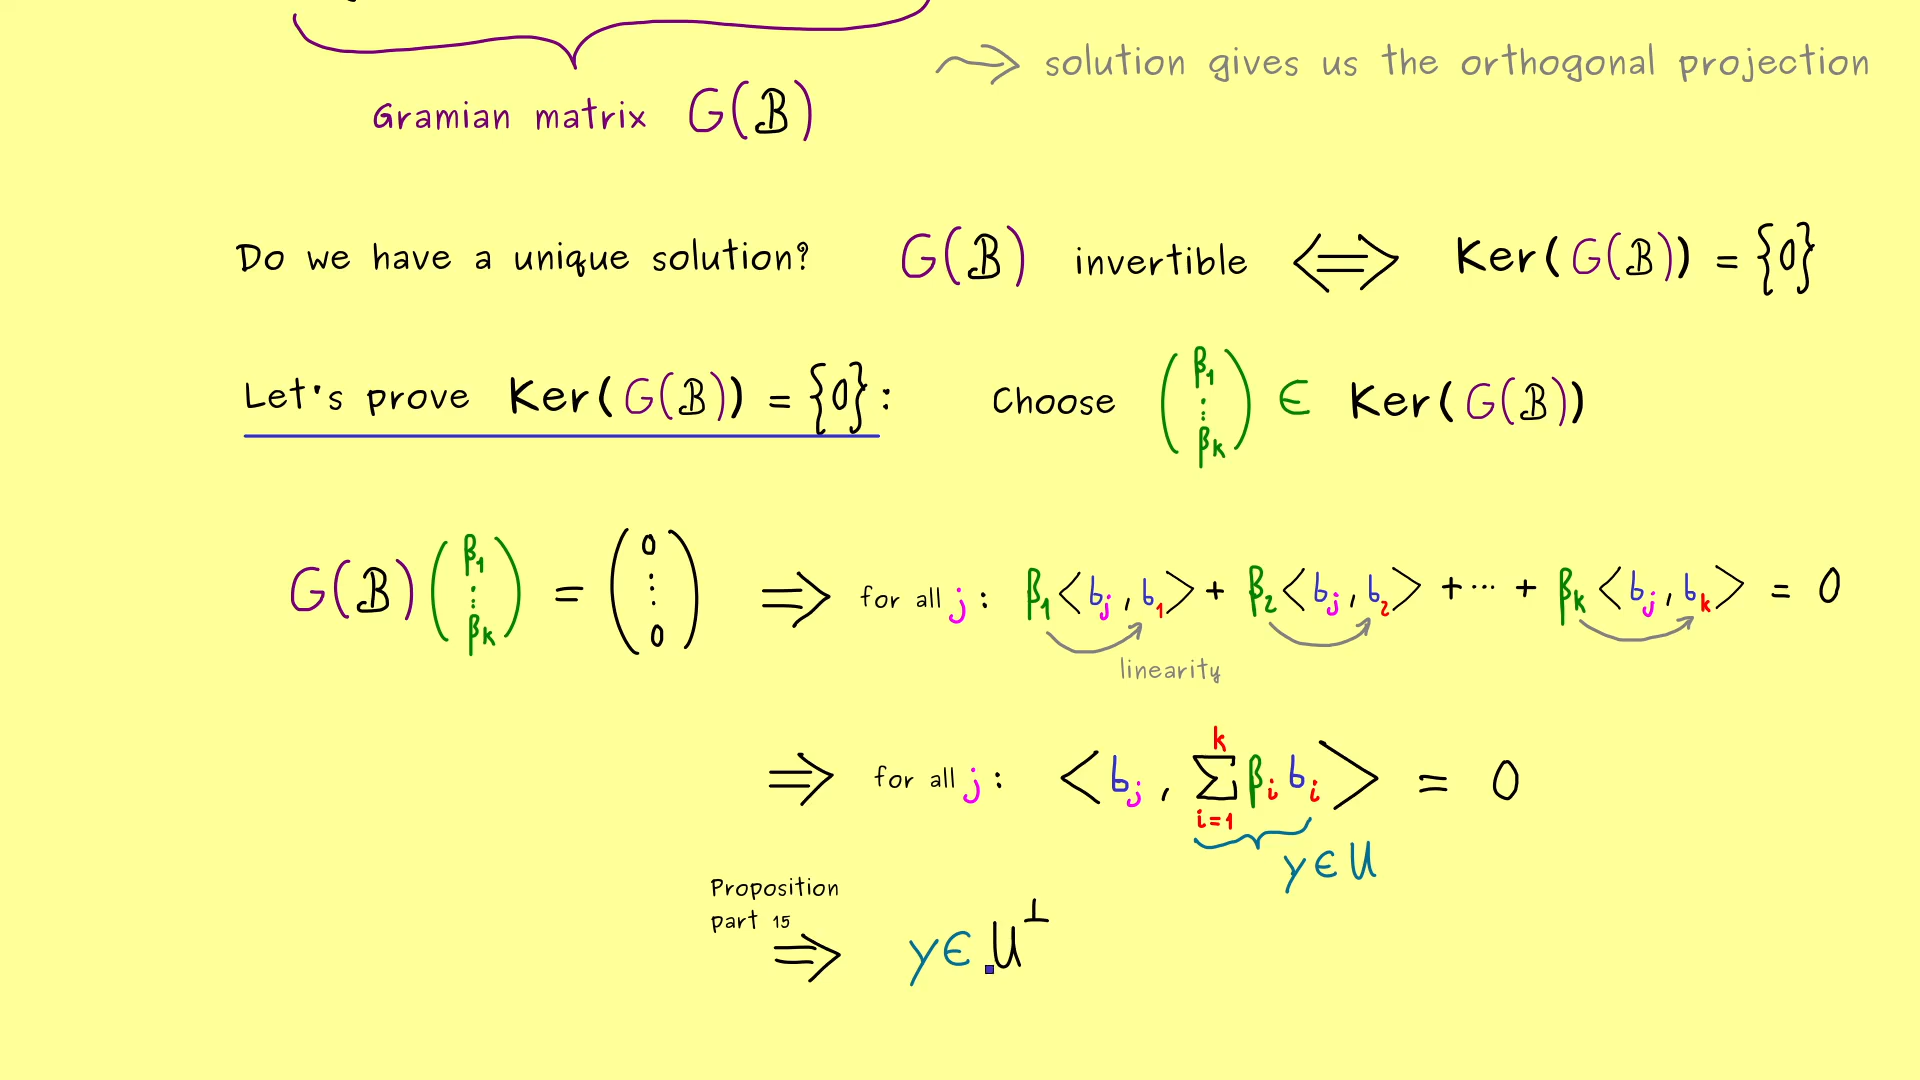 → solution gives us the orthogonal projection
Gramian matrix G(B)
Do we have a unique solution? G(B) invertible ⟺ Ker(G(B)) = {0}
Let's prove Ker(G(B)) = {0}: Choose (β₁ ⋮ βₖ) ∈ Ker(G(B))
G(B) (β₁ ⋮ βₖ) = (0 ⋮ 0) ⟹ for all j: β₁<bⱼ, b₁> + β₂<bⱼ, b₂> + ⋯ + βₖ<bⱼ, bₖ> = 0
linearity
⟹ for all j: <bⱼ, ∑ᵢ₌₁ᵏ βᵢ bᵢ> = 0
y ∈ U
Proposition
part 15
⟹ y ∈ U^⊥